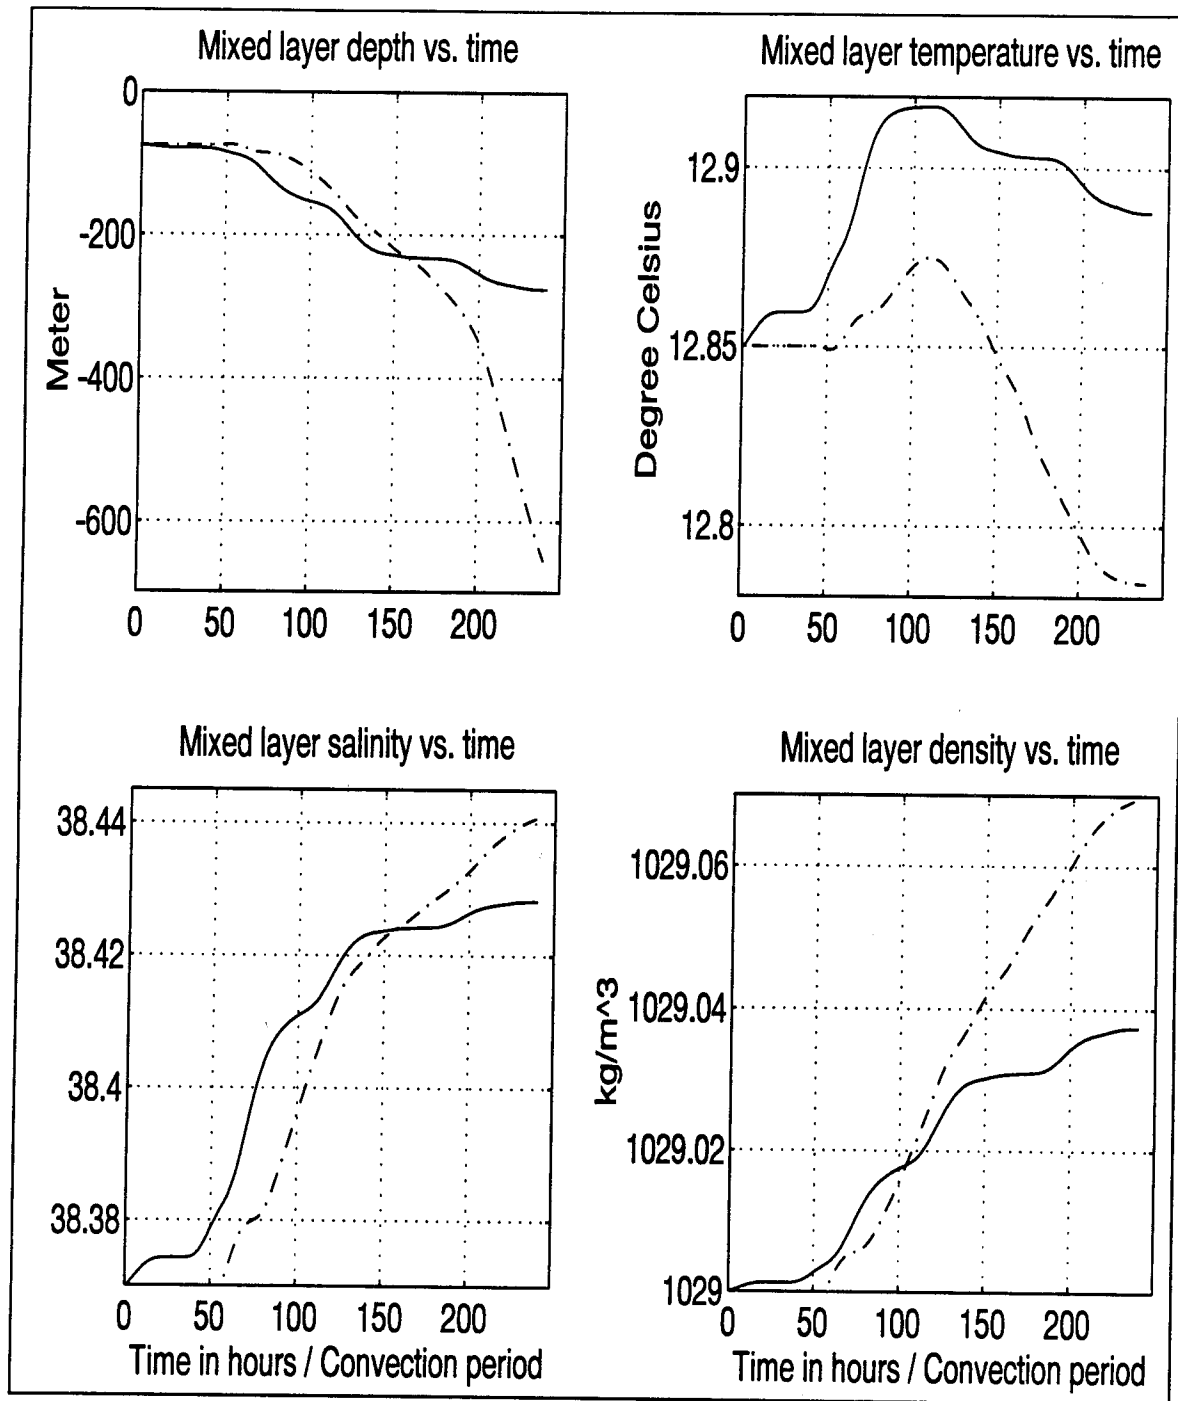 Mixed layer depth vs. time
0
-200
-400
-600
Meter
0 50 100 150 200
Mixed layer temperature vs. time
12.9
12.85
12.8
Degree Celsius
0 50 100 150 200
Mixed layer salinity vs. time
38.44
38.42
38.4
38.38
0 50 100 150 200
Time in hours / Convection period
Mixed layer density vs. time
1029.06
1029.04
1029.02
1029
kg/m^3
0 50 100 150 200
Time in hours / Convection period